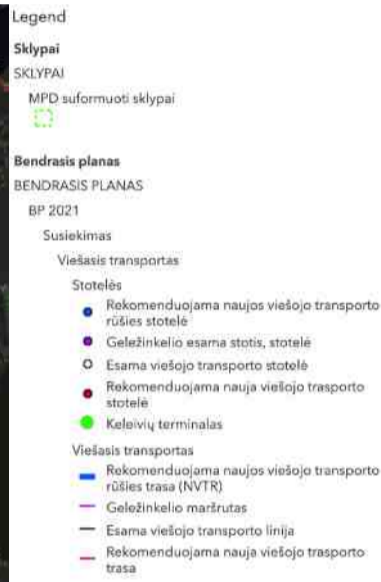 Legend
Sklypai
SKLYPAI
MPD suformuoti sklypai
Bendrasis planas
BENDRASIS PLANAS
BP 2021
Susiekimas
Viešasis transportas
Stotelės
Rekomenduojama naujos viešojo transporto
rūšies stotelė
Geležinkelio esama stotis, stotelė
Esama viešojo transporto stotelė
Rekomenduojama nauja viešojo trasporto
stotelė
Keleivių terminalas
Viešasis transportas
Rekomenduojama naujos viešojo transporto
rūšies trasa (NVTR)
Geležinkelio maršrutas
Esama viešojo transporto linija
Rekomenduojama nauja viešojo trasporto
trasa